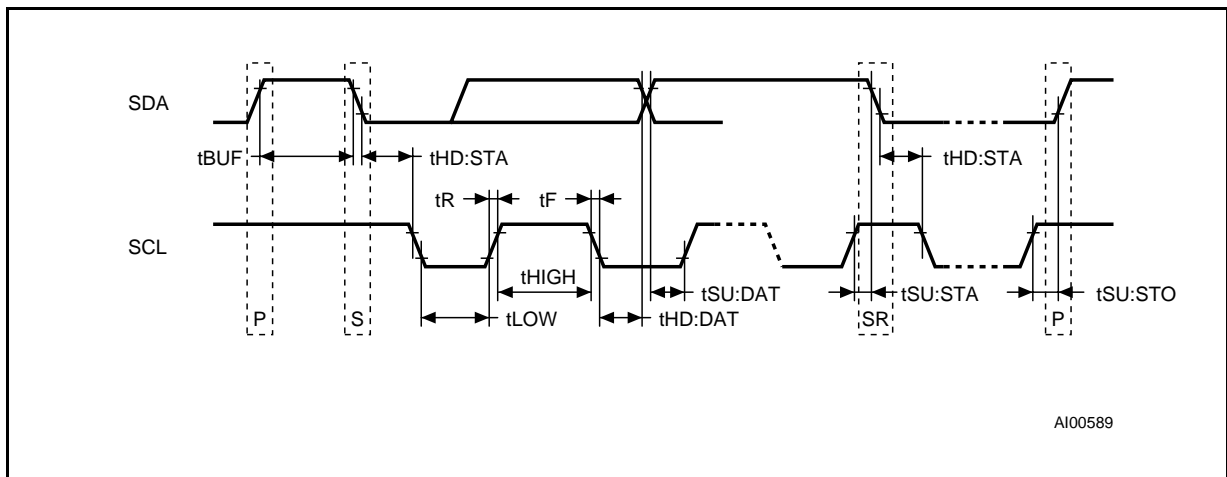 SDA
tBUF
tHD:STA
tHD:STA
tR
tF
SCL
tHIGH
tSU:DAT
tSU:STA
tSU:STO
P
S
tLOW
tHD:DAT
SR
P
AI00589